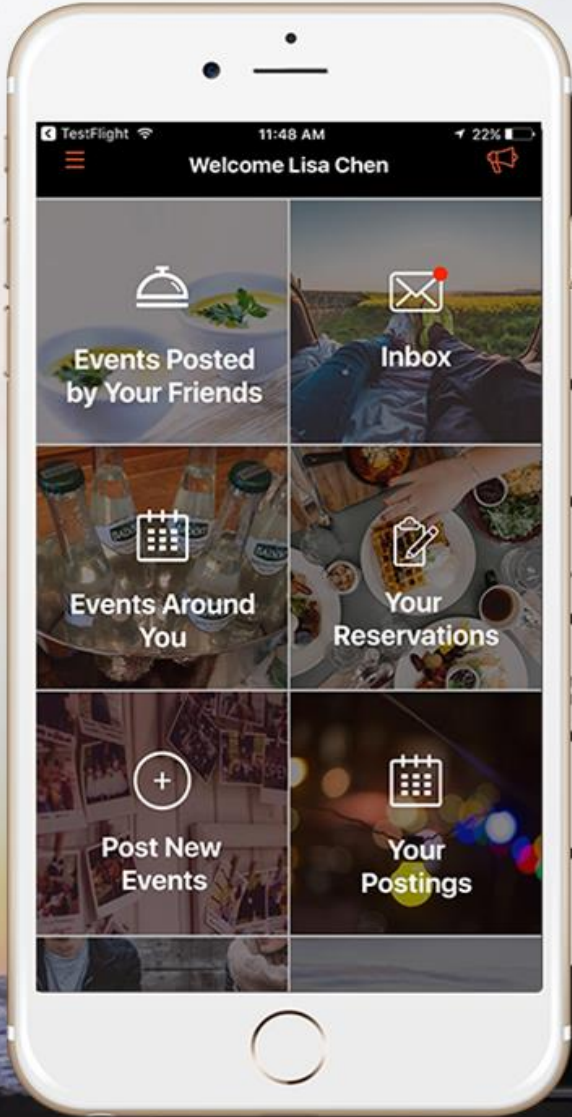 TestFlight 11:48 AM 22%
Welcome Lisa Chen
Events Posted
by Your Friends
Inbox
Events Around
You
Your
Reservations
Post New
Events
Your
Postings